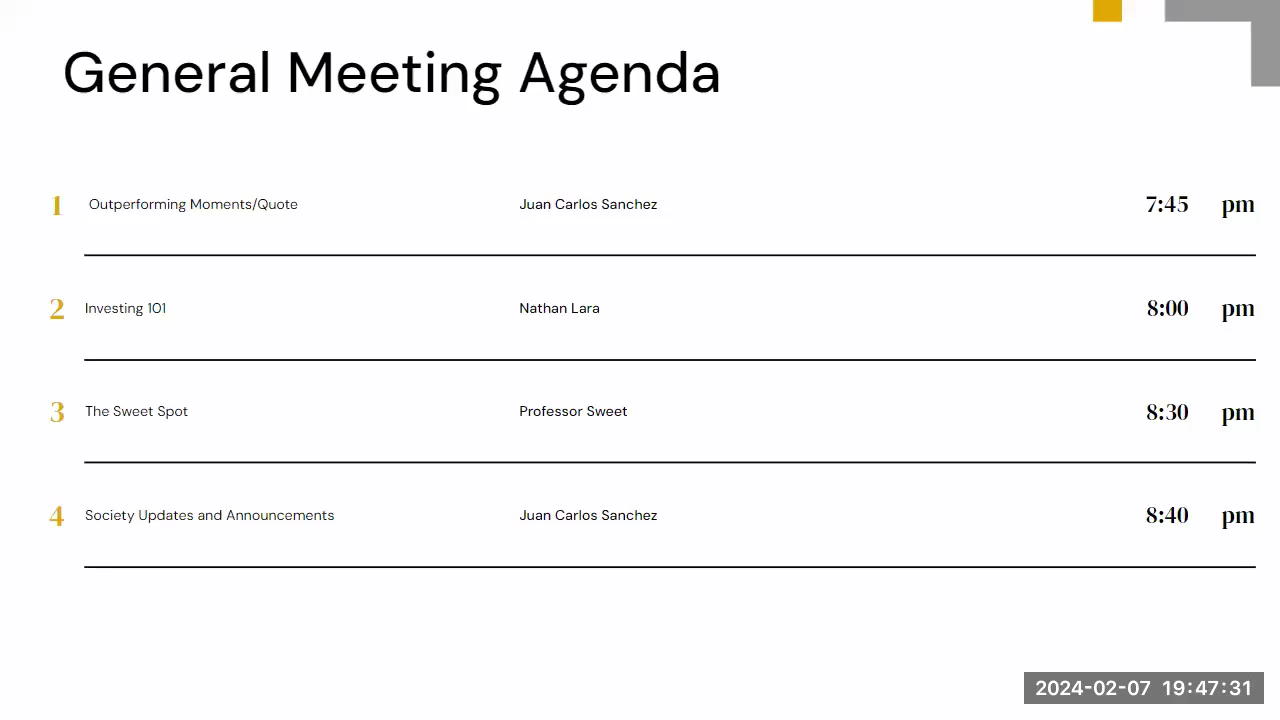 General Meeting Agenda
1 Outperforming Moments/Quote Juan Carlos Sanchez 7:45 pm
2 Investing 101 Nathan Lara 8:00 pm
3 The Sweet Spot Professor Sweet 8:30 pm
4 Society Updates and Announcements Juan Carlos Sanchez 8:40 pm
2024-02-07 19:47:31